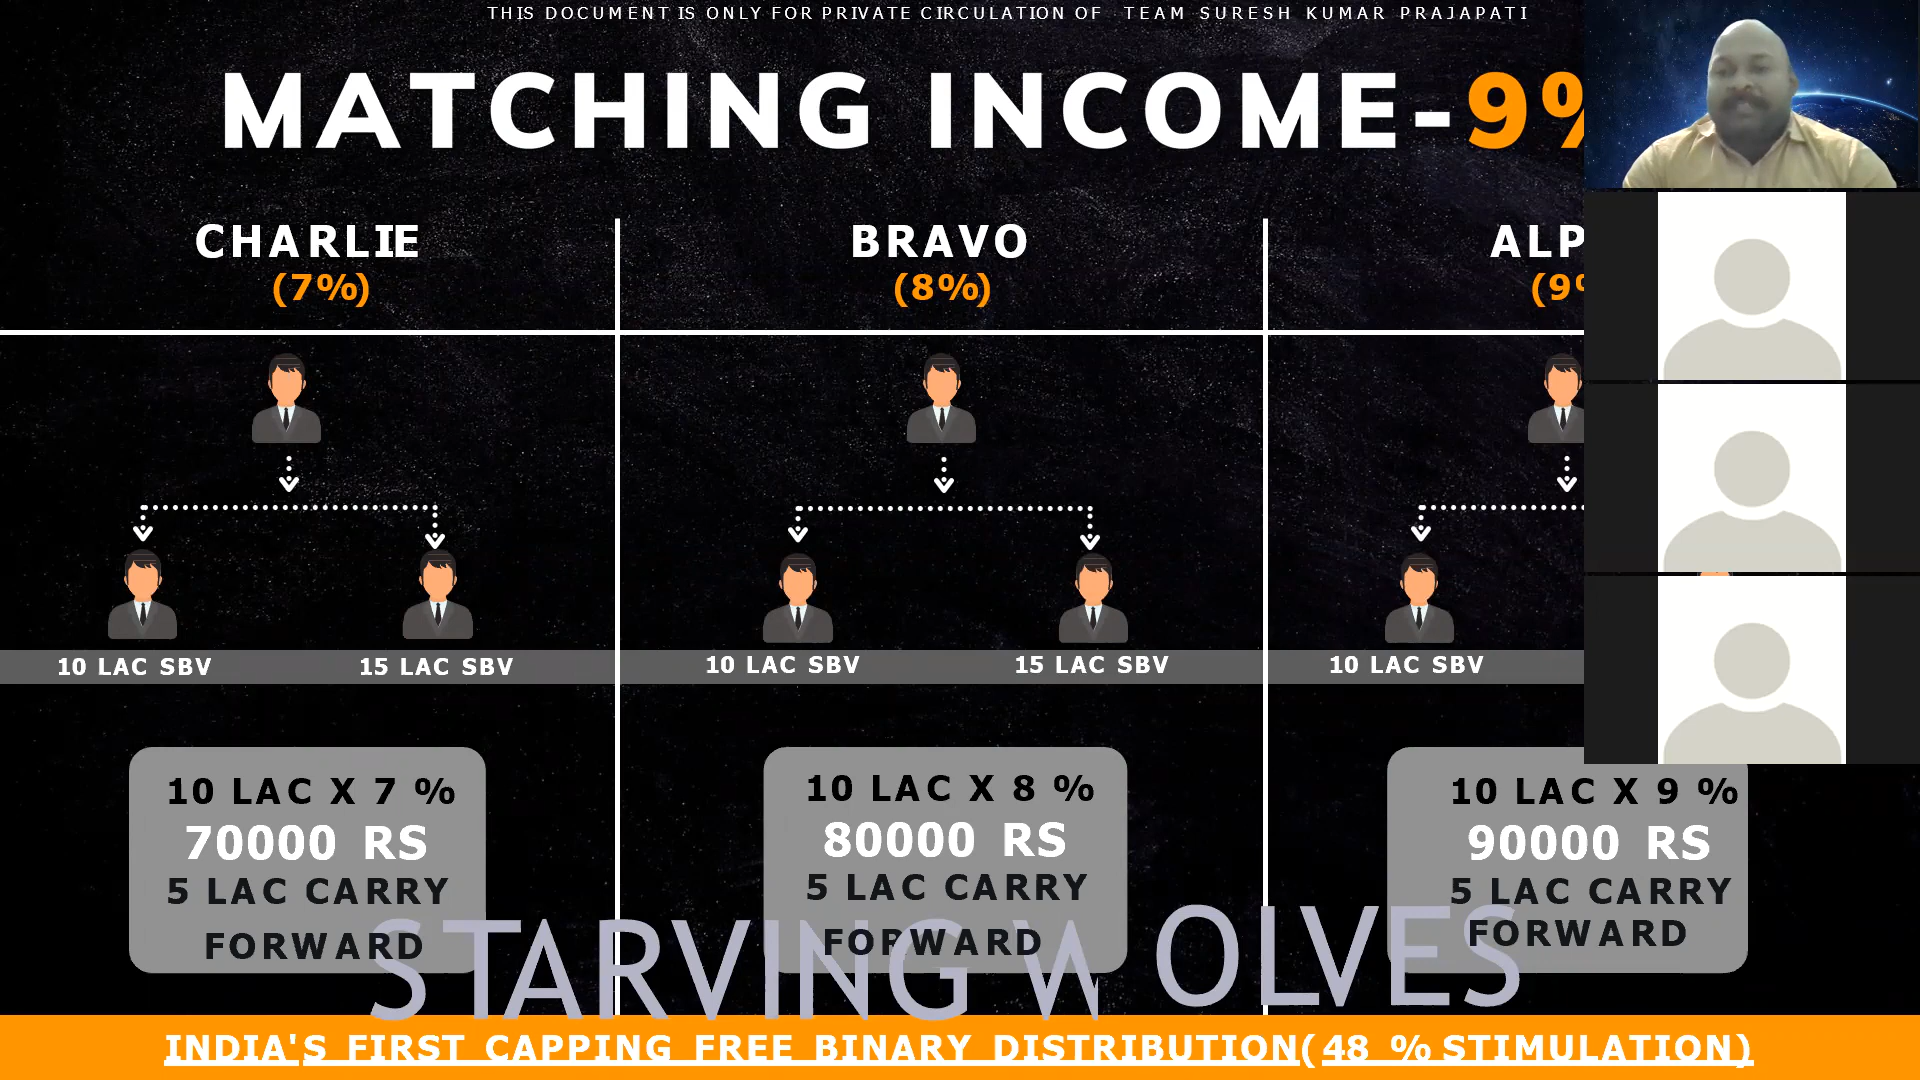 THIS DOCUMENT IS ONLY FOR PRIVATE CIRCULATION OF TEAM SURESH KUMAR PRAJAPATI
MATCHING INCOME-9%
CHARLIE
(7%)
BRAVO
(8%)
ALP
(9%
10 LAC SBV
15 LAC SBV
10 LAC SBV
15 LAC SBV
10 LAC SBV
10 LAC X 7 %
70000 RS
5 LAC CARRY
FORWARD
10 LAC X 8 %
80000 RS
5 LAC CARRY
FORWARD
10 LAC X 9 %
90000 RS
5 LAC CARRY
FORWARD
STARVING WOLVES
INDIA'S FIRST CAPPING FREE BINARY DISTRIBUTION(48 % STIMULATION)